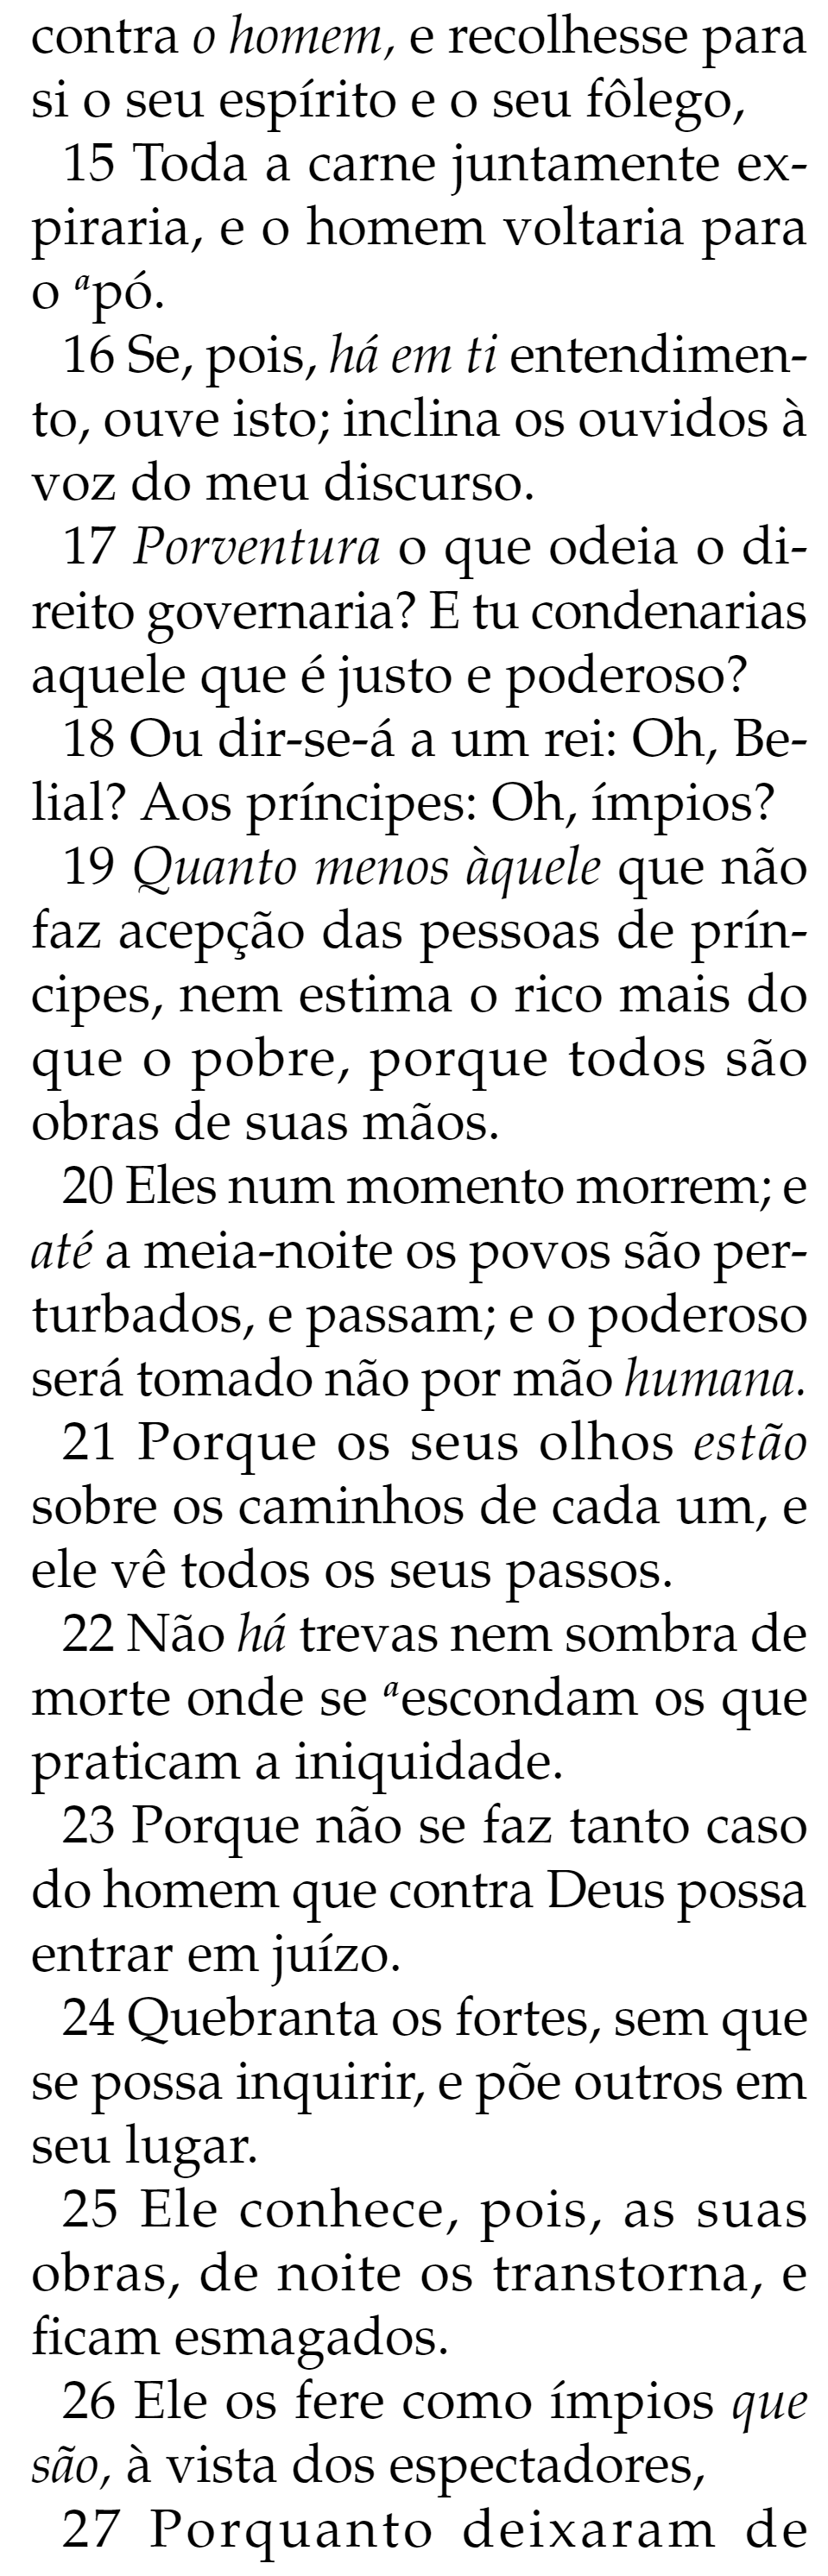 contra o homem, e recolhesse para
si o seu espírito e o seu fôlego,
15 Toda a carne juntamente ex-
piraria, e o homem voltaria para
o ᵃpó.
16 Se, pois, há em ti entendimen-
to, ouve isto; inclina os ouvidos à
voz do meu discurso.
17 Porventura o que odeia o di-
reito governaria? E tu condenarias
aquele que é justo e poderoso?
18 Ou dir-se-á a um rei: Oh, Be-
lial? Aos príncipes: Oh, ímpios?
19 Quanto menos àquele que não
faz acepção das pessoas de prín-
cipes, nem estima o rico mais do
que o pobre, porque todos são
obras de suas mãos.
20 Eles num momento morrem; e
até a meia-noite os povos são per-
turbados, e passam; e o poderoso
será tomado não por mão humana.
21 Porque os seus olhos estão
sobre os caminhos de cada um, e
ele vê todos os seus passos.
22 Não há trevas nem sombra de
morte onde se ᵃescondam os que
praticam a iniquidade.
23 Porque não se faz tanto caso
do homem que contra Deus possa
entrar em juízo.
24 Quebranta os fortes, sem que
se possa inquirir, e põe outros em
seu lugar.
25 Ele conhece, pois, as suas
obras, de noite os transtorna, e
ficam esmagados.
26 Ele os fere como ímpios que
são, à vista dos espectadores,
27 Porquanto deixaram de